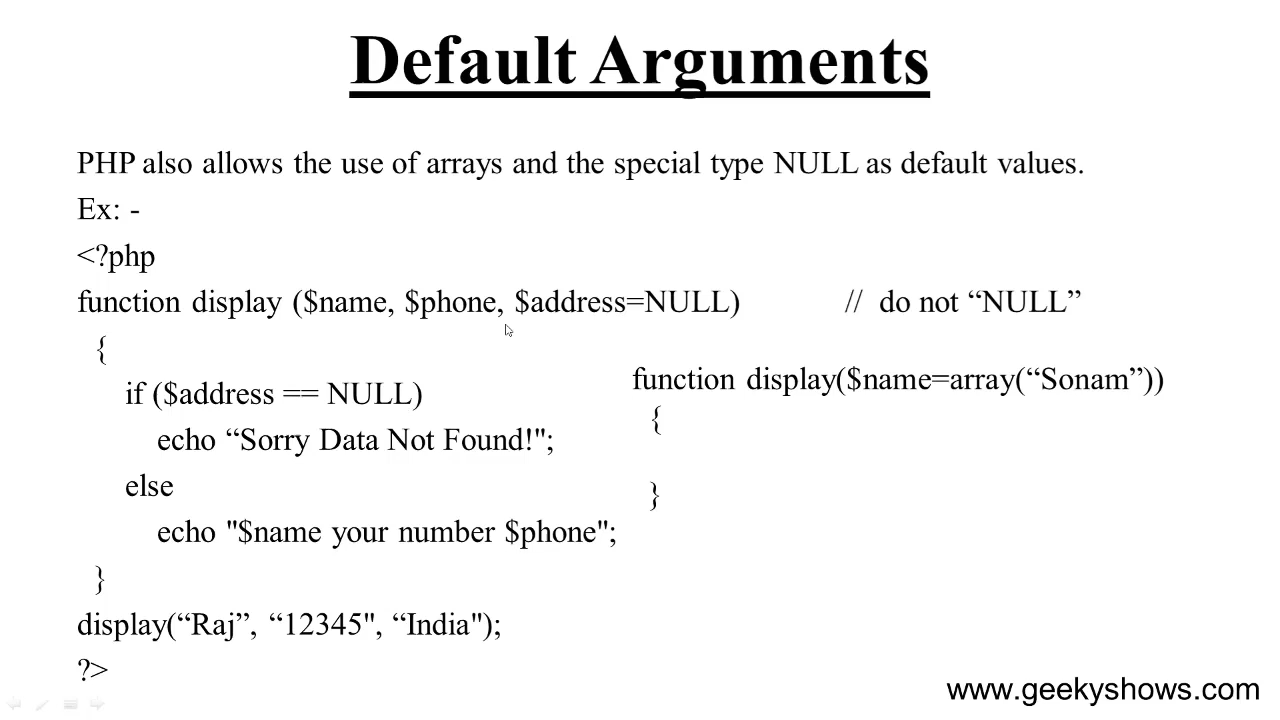 Default Arguments
PHP also allows the use of arrays and the special type NULL as default values.
Ex: -
<?php
function display ($name, $phone, $address=NULL) // do not “NULL”
{
if ($address == NULL)
echo “Sorry Data Not Found!";
else
echo "$name your number $phone";
}
display(“Raj”, “12345", “India");
?>
function display($name=array(“Sonam”))
{
}
www.geekyshows.com